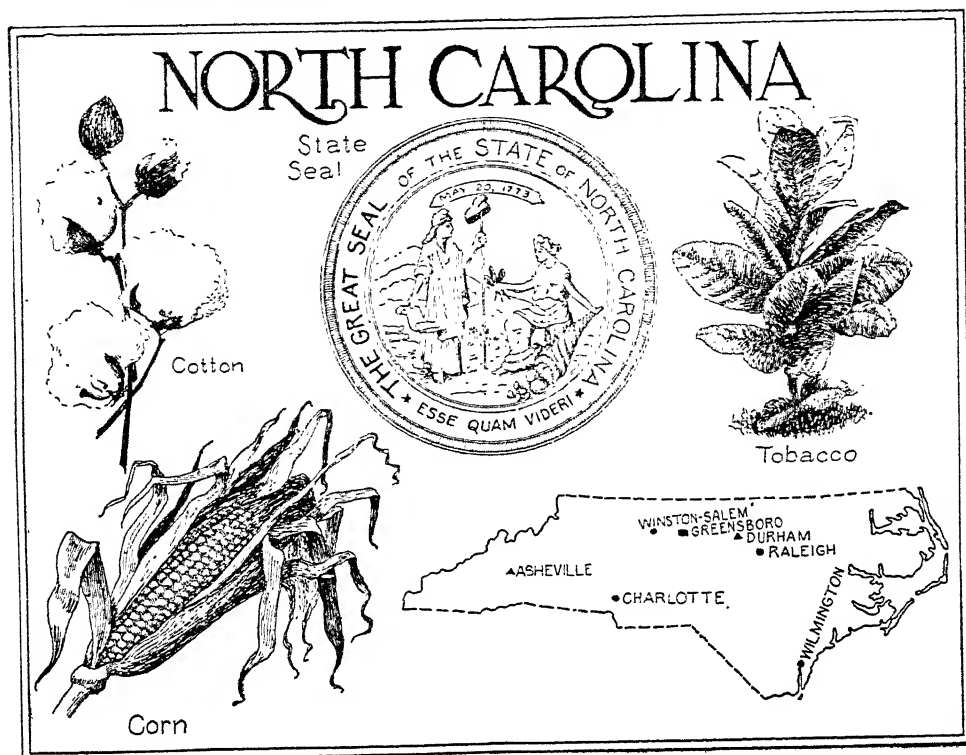 NORTH CAROLINA
State
Seal
THE GREAT SEAL OF THE STATE OF NORTH CAROLINA
MAY 20, 1773
★ ESSE QUAM VIDERI ★
Cotton
Tobacco
WINSTON-SALEM
GREENSBORO
DURHAM
RALEIGH
ASHEVILLE
CHARLOTTE.
WILMINGTON
Corn